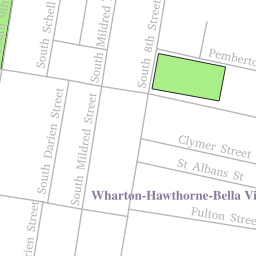 South Schell
South Mildred St
South 8th Street
Pemberto
South Darien Street
South Mildred Street
Clymer Street
St Albans St
Wharton-Hawthorne-Bella Vi
Fulton Stree
rien Street